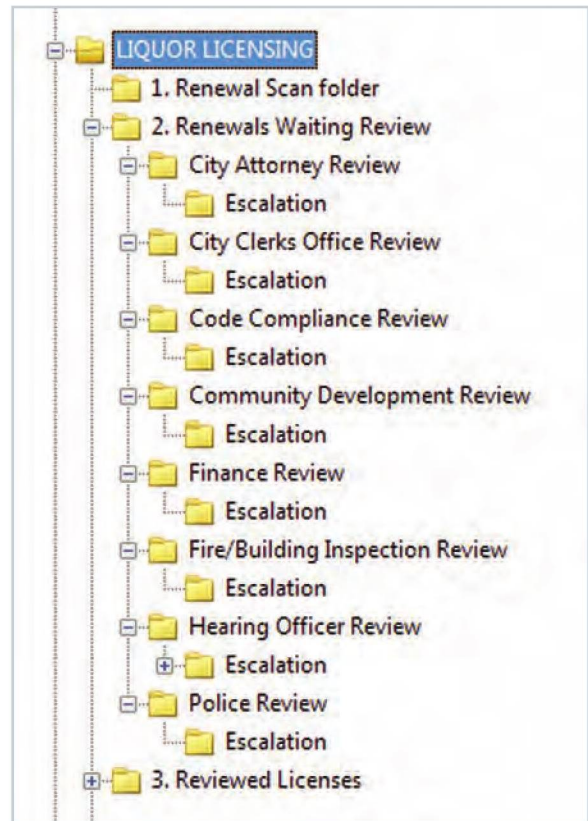 LIQUOR LICENSING
1. Renewal Scan folder
2. Renewals Waiting Review
City Attorney Review
Escalation
City Clerks Office Review
Escalation
Code Compliance Review
Escalation
Community Development Review
Escalation
Finance Review
Escalation
Fire/Building Inspection Review
Escalation
Hearing Officer Review
Escalation
Police Review
Escalation
3. Reviewed Licenses